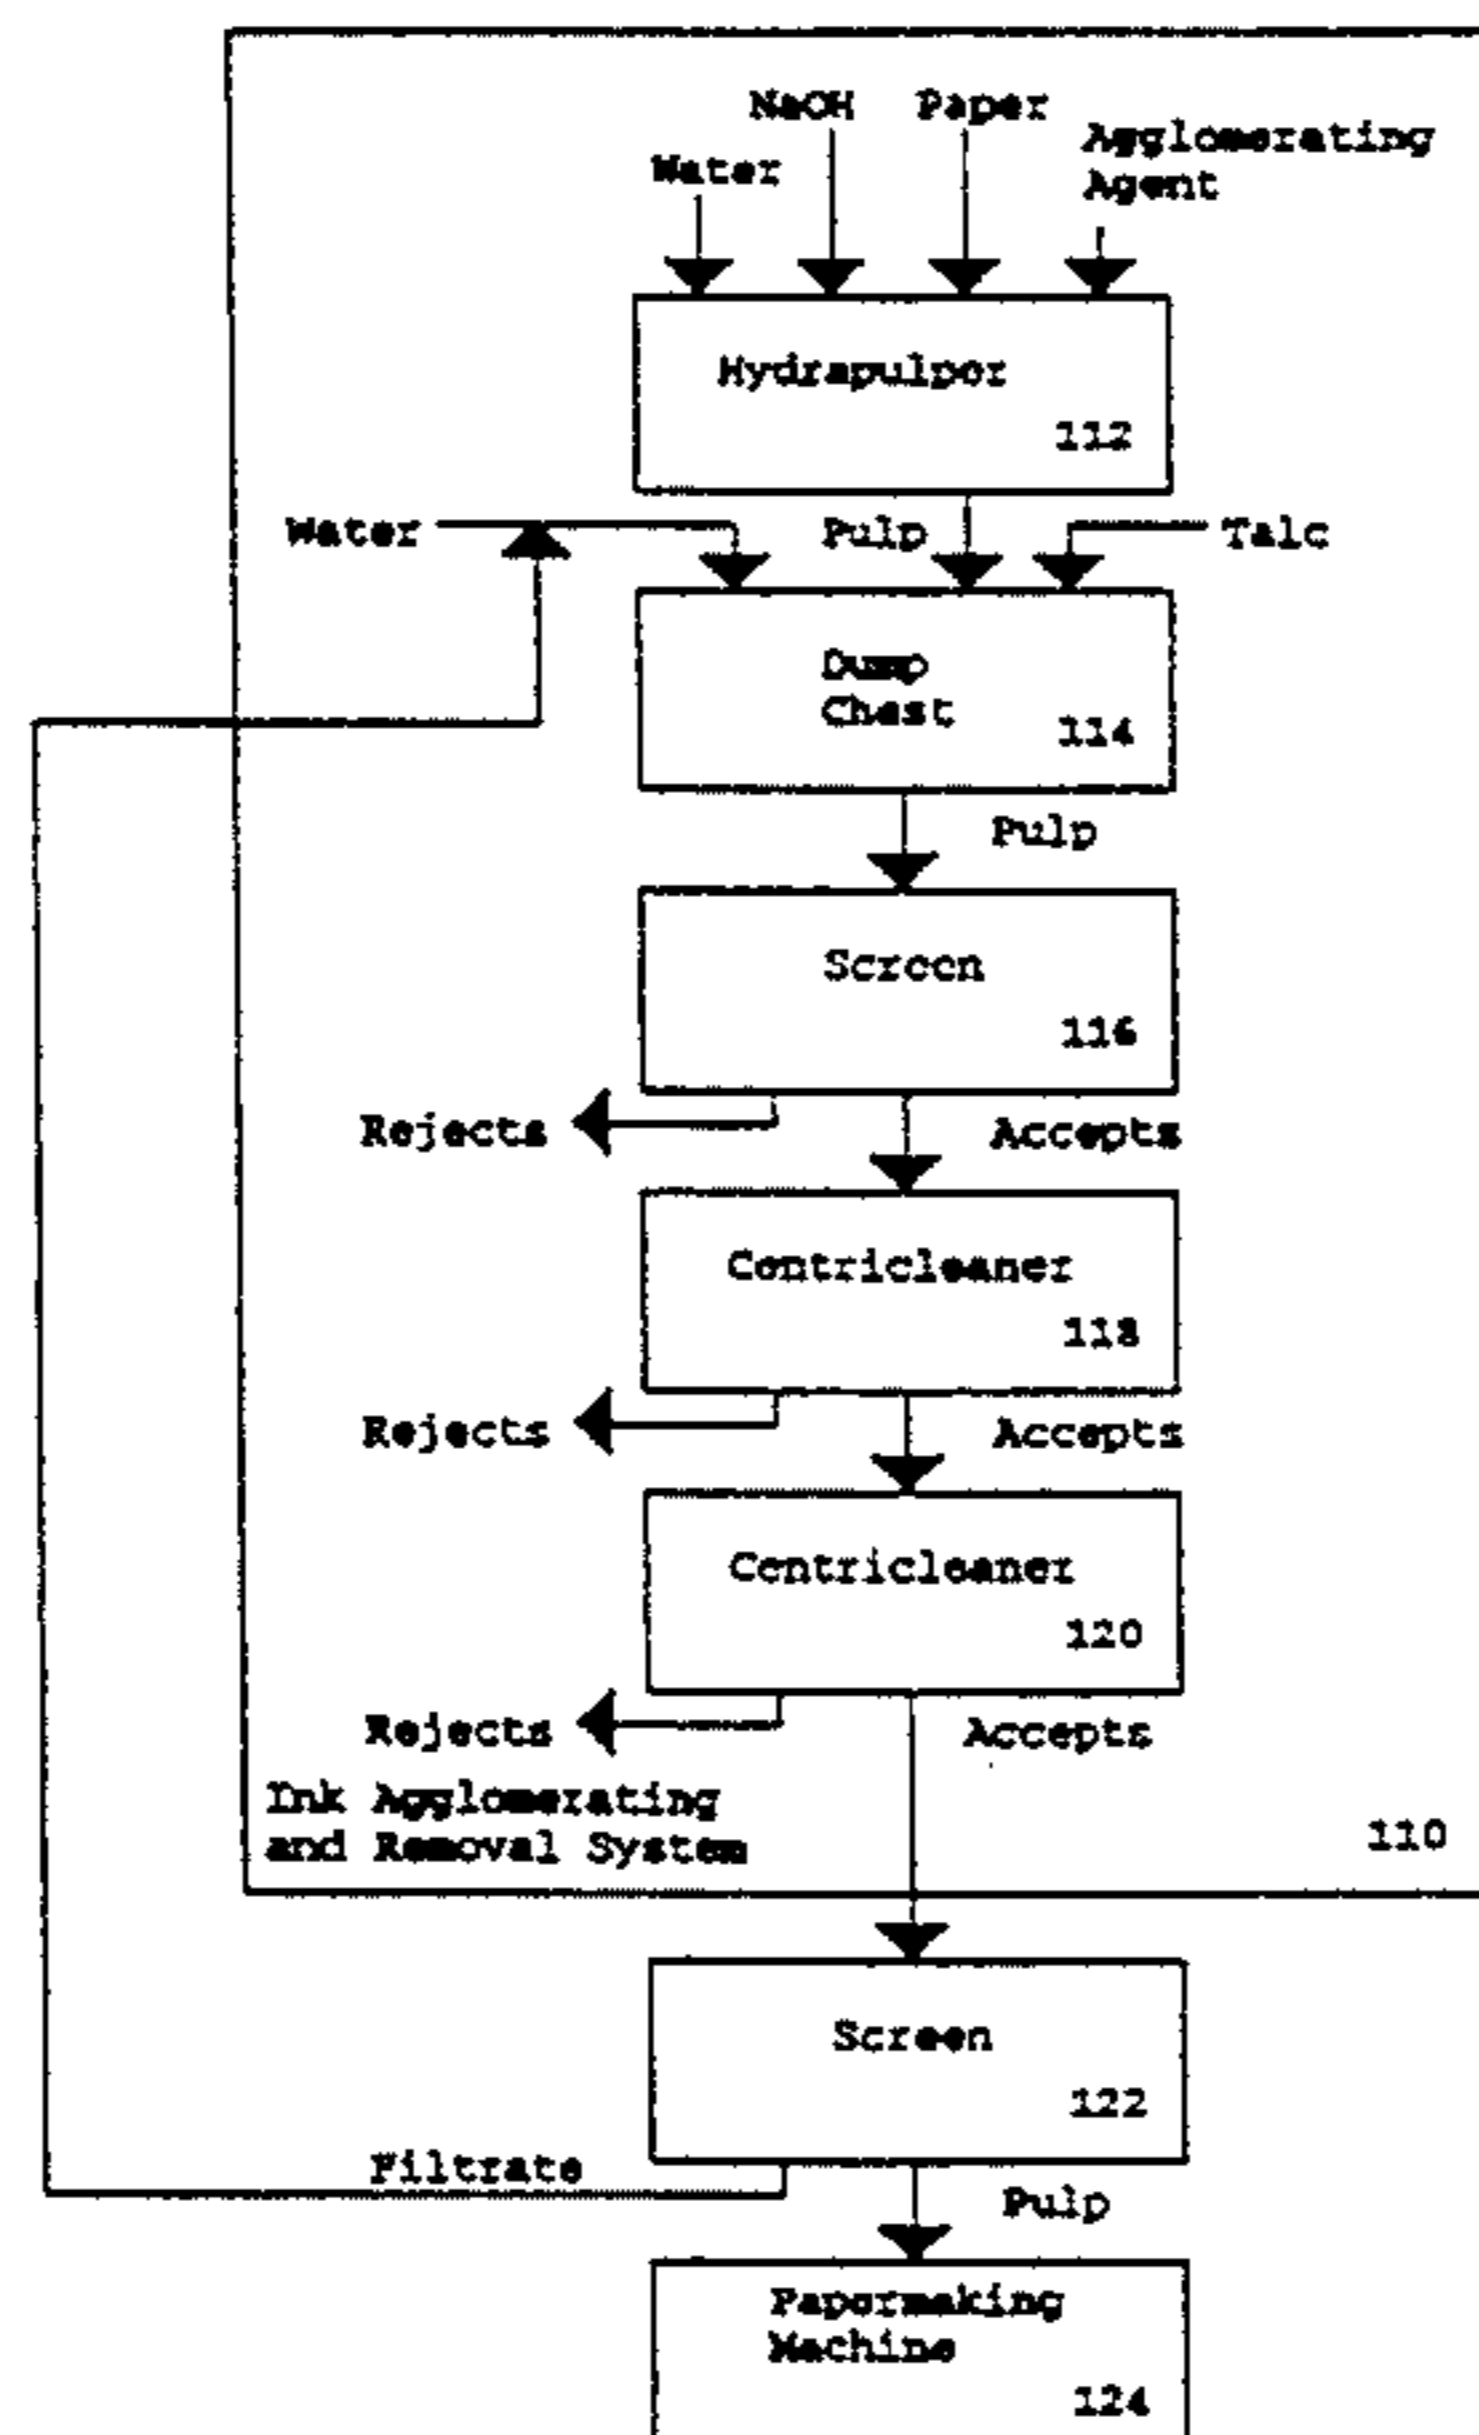 NaOH Paper
Agglomerating
Water
Agent
Hydrapulper
112
Water
Pulp
Talc
Dump
Chest
114
Pulp
Screen
116
Rejects
Accepts
Centricleaner
118
Rejects
Accepts
Centricleaner
120
Rejects
Accepts
Ink Agglomerating
and Removal System
110
Screen
122
Filtrate
Pulp
Papermaking
Machine
124